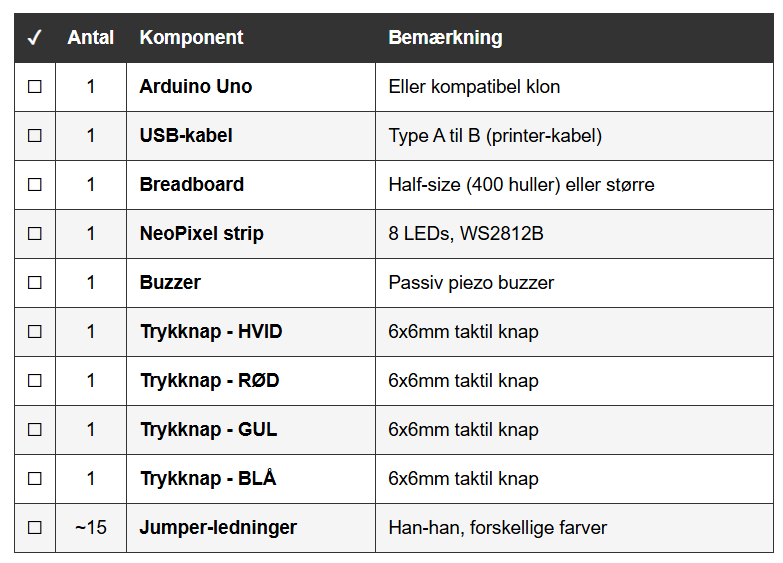 ✓ Antal Komponent Bemærkning
☐ 1 Arduino Uno Eller kompatibel klon
☐ 1 USB-kabel Type A til B (printer-kabel)
☐ 1 Breadboard Half-size (400 huller) eller større
☐ 1 NeoPixel strip 8 LEDs, WS2812B
☐ 1 Buzzer Passiv piezo buzzer
☐ 1 Trykknap - HVID 6x6mm taktil knap
☐ 1 Trykknap - RØD 6x6mm taktil knap
☐ 1 Trykknap - GUL 6x6mm taktil knap
☐ 1 Trykknap - BLÅ 6x6mm taktil knap
☐ ~15 Jumper-ledninger Han-han, forskellige farver